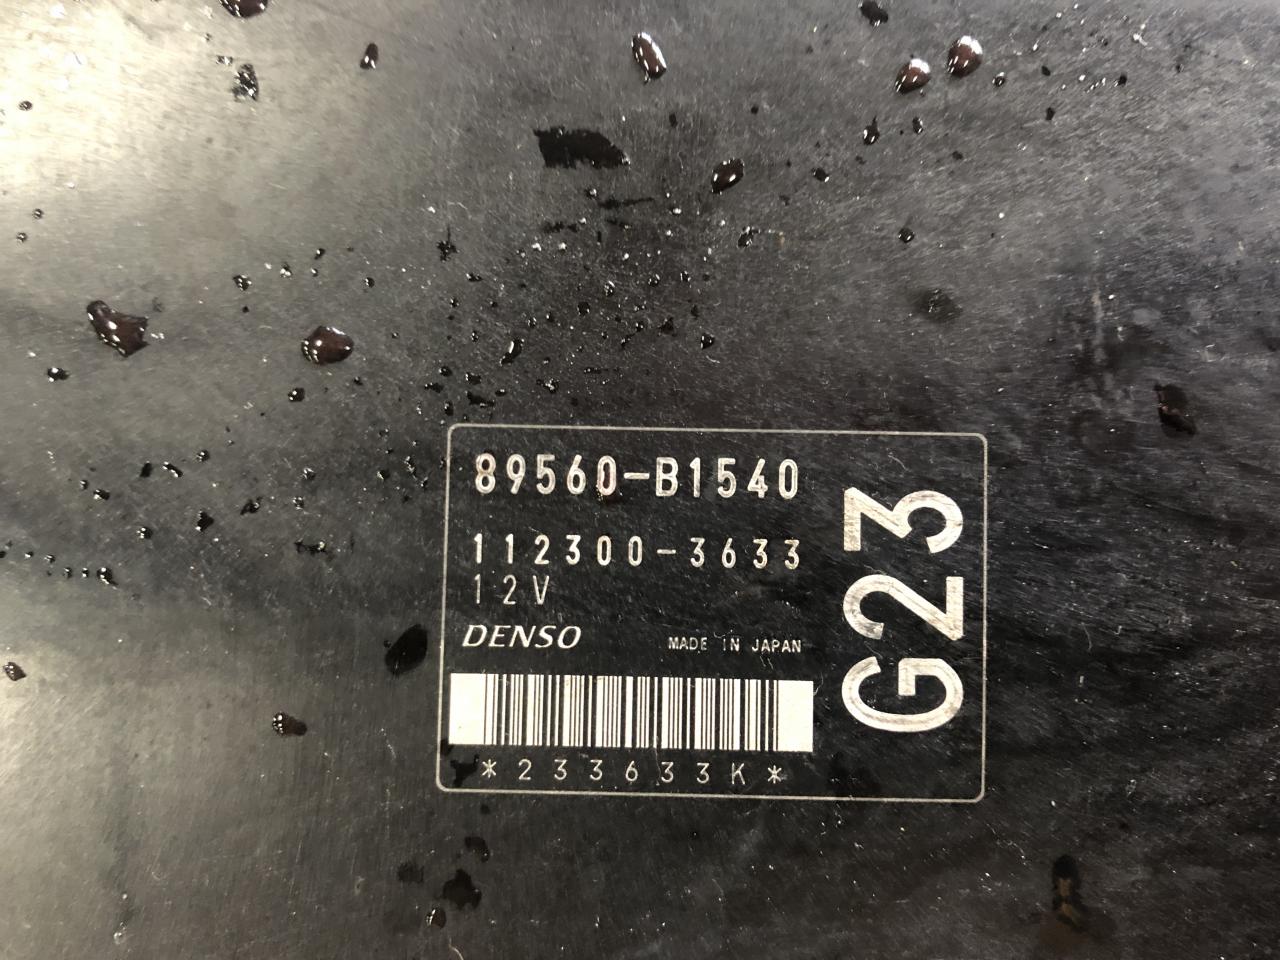 89560-B1540
112300-3633
12V
DENSO
MADE IN JAPAN
*233633K*
G23